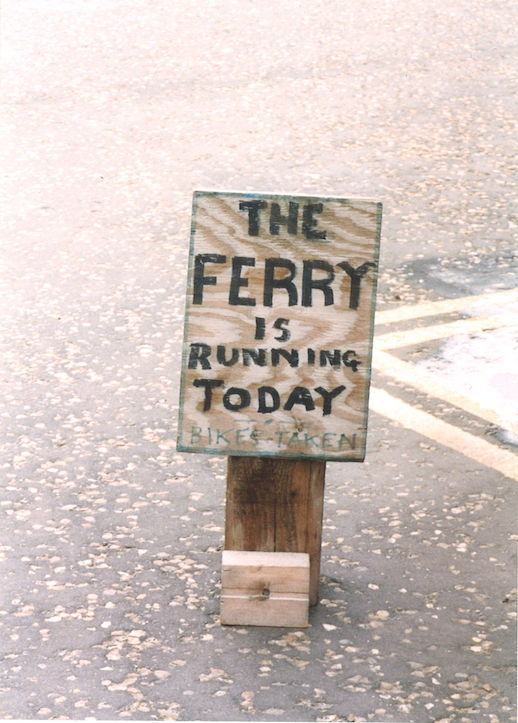 THE
FERRY
IS
RUNNING
TODAY
BIKES TAKEN